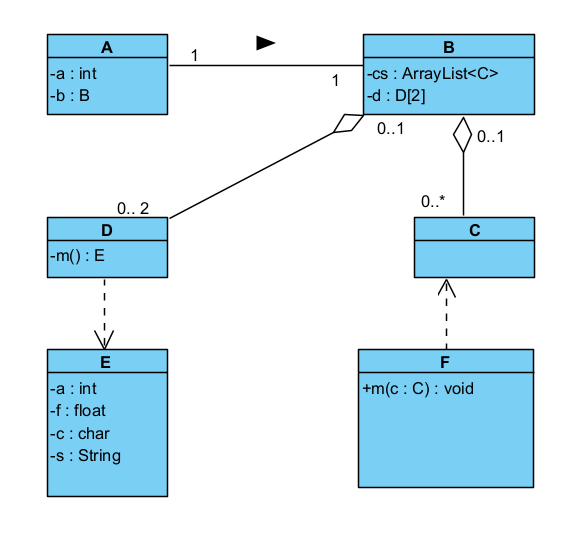 A
-a : int
-b : B
1
1
B
-cs : ArrayList<C>
-d : D[2]
0..1
0..1
0.. 2
0..*
D
-m() : E
C
E
-a : int
-f : float
-c : char
-s : String
F
+m(c : C) : void